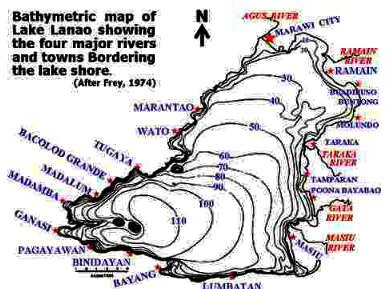 Bathymetric map of
Lake Lanao showing
the four major rivers
and towns Bordering
the lake shore.
(After Frey, 1974)
N
AGUS RIVER
MARAWI CITY
RAMAIN
RIVER
RAMAIN
BUADIPUSO
BUNTONG
MOLUNDO
TARAKA
TARAKA
RIVER
TAMPARAN
POONA BAYABAO
GATA
RIVER
MASIU
RIVER
MASIU
LUMBATAN
BAYANG
BINIDAYAN
PAGAYAWAN
GANASI
MADAMBA
MADALUM
BACOLOD GRANDE
TUGAYA
WATO
MARANTAO
30
40
50
60
70
80
90
100
110